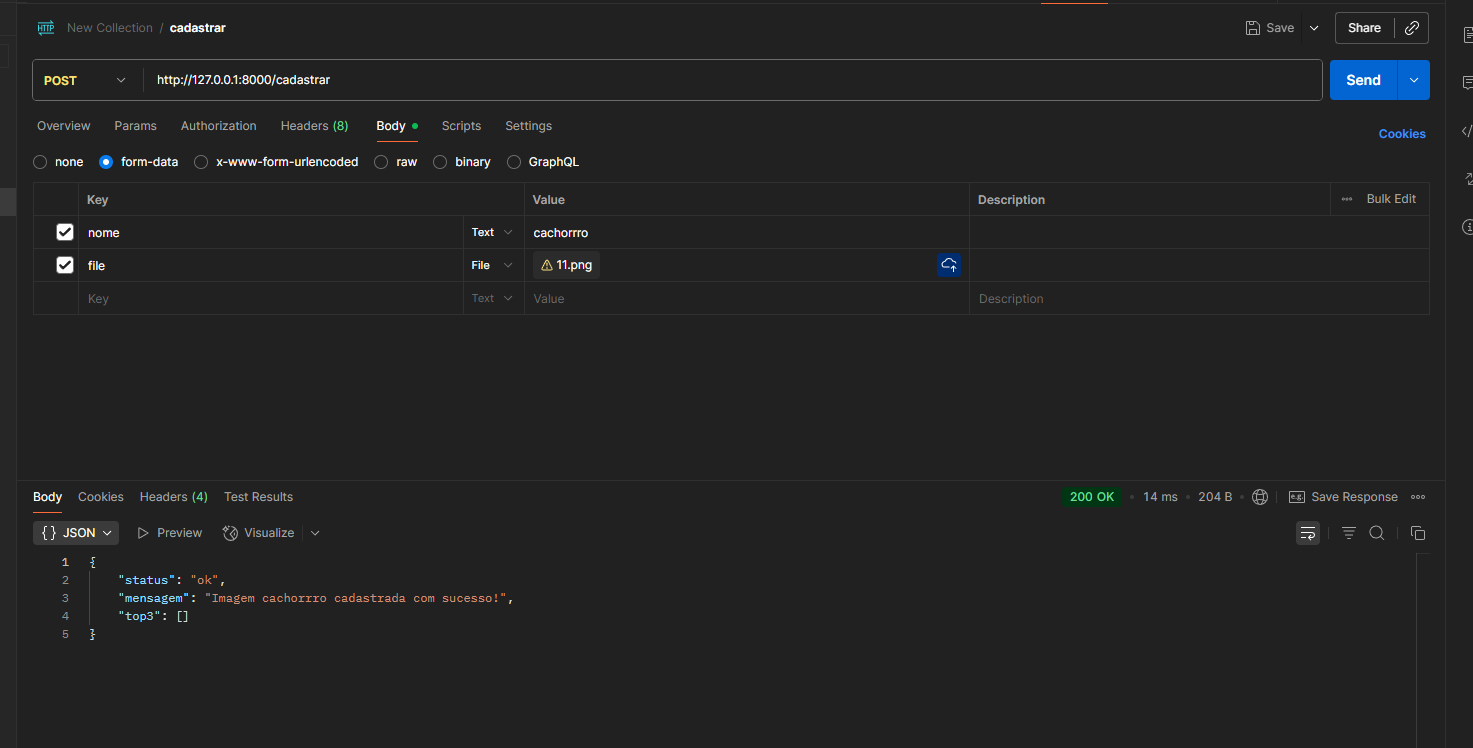 HTTP New Collection / cadastrar Save Share
POST http://127.0.0.1:8000/cadastrar Send
Overview Params Authorization Headers (8) Body Scripts Settings Cookies
none form-data x-www-form-urlencoded raw binary GraphQL
Key Value Description Bulk Edit
nome Text cachorrro
file File 11.png
Key Text Value Description
Body Cookies Headers (4) Test Results 200 OK 14 ms 204 B e.g. Save Response
{} JSON Preview Visualize
1 {
2 "status": "ok",
3 "mensagem": "Imagem cachorrro cadastrada com sucesso!",
4 "top3": []
5 }